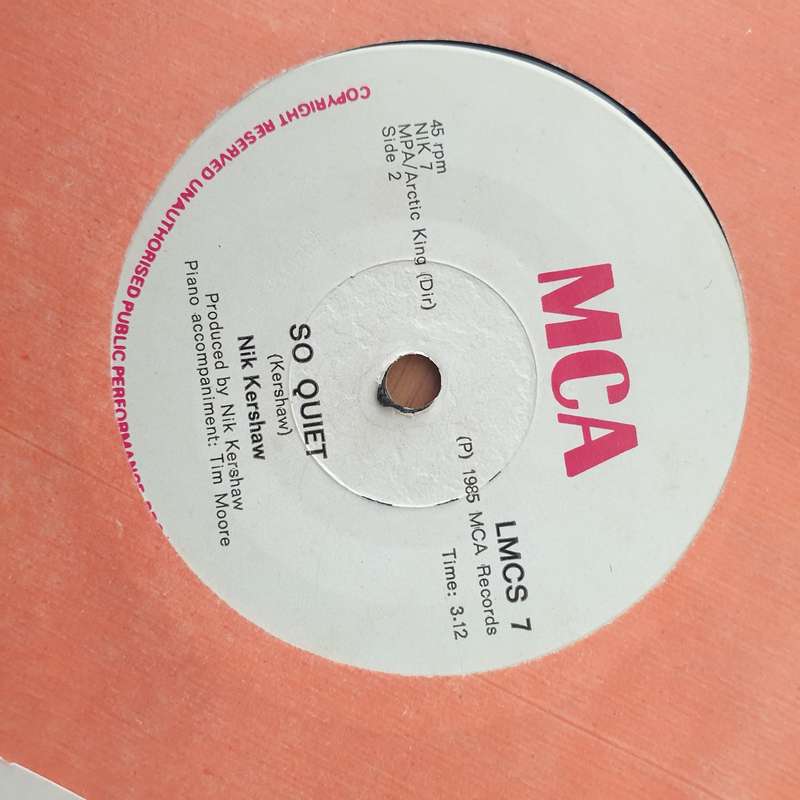 MCA
45 rpm
NIK 7
MPA/Arctic King (Dir)
Side 2
LMCS 7
(P) 1985 MCA Records
Time: 3.12
SO QUIET
(Kershaw)
Nik Kershaw
Produced by Nik Kershaw
Piano accompaniment: Tim Moore
COPYRIGHT RESERVED UNAUTHORISED PUBLIC PERFORMANCE